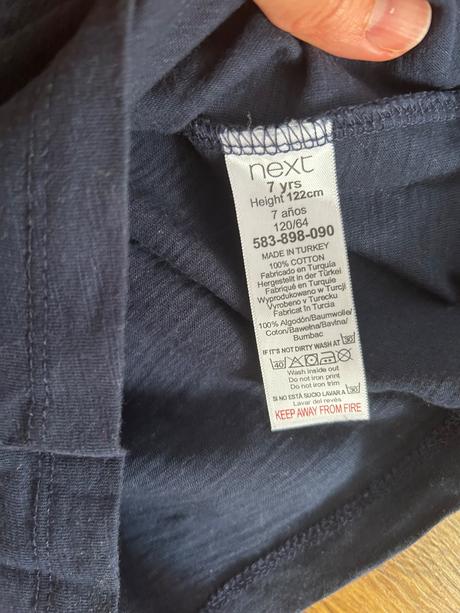 next
7 yrs
Height 122cm
7 años
120/64
583-898-090
MADE IN TURKEY
100% COTTON
Fabricado en Turquía
Hergestellt in der Türkei
Fabriqué en Turquie
Wyprodukowano w Turcji
Vyrobeno v Turecku
Fabricat în Turcia
100% Algodón/Baumwolle/
Coton/Bawełna/Bavlna/
Bumbac
IF IT'S NOT DIRTY WASH AT 30
40
Wash inside out
Do not iron print
Do not iron trim
SI NO ESTÁ SUCIO LAVAR A 30
Lavar del revés
KEEP AWAY FROM FIRE